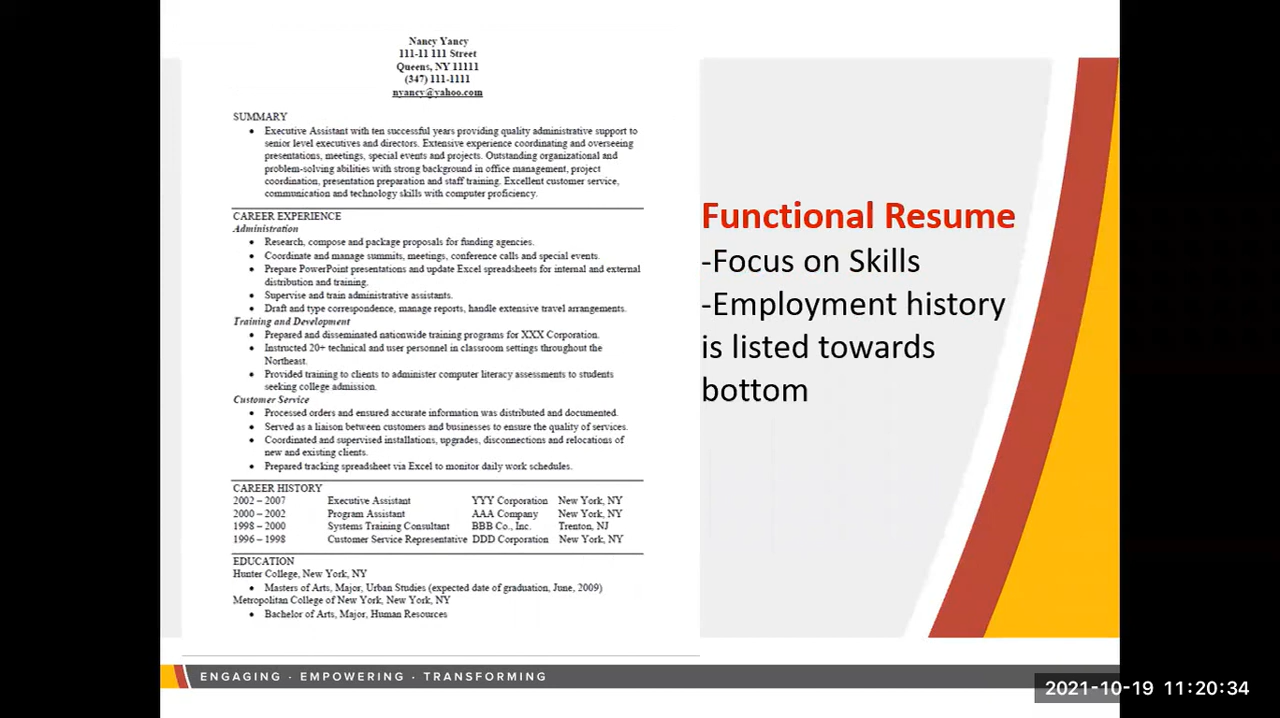 Nancy Yancy
111-11 111 Street
Queens, NY 11111
(347) 111-1111
nyancy@yahoo.com
SUMMARY
• Executive Assistant with ten successful years providing quality administrative support to
senior level executives and directors. Extensive experience coordinating and overseeing
presentations, meetings, special events and projects. Outstanding organizational and
problem-solving abilities with strong background in office management, project
coordination, presentation preparation and staff training. Excellent customer service,
communication and technology skills with computer proficiency.
CAREER EXPERIENCE
Administration
• Research, compose and package proposals for funding agencies.
• Coordinate and manage summits, meetings, conference calls and special events.
• Prepare PowerPoint presentations and update Excel spreadsheets for internal and external
distribution and training.
• Supervise and train administrative assistants.
• Draft and type correspondence, manage reports, handle extensive travel arrangements.
Training and Development
• Prepared and disseminated nationwide training programs for XXX Corporation.
• Instructed 20+ technical and user personnel in classroom settings throughout the
Northeast.
• Provided training to clients to administer computer literacy assessments to students
seeking college admission.
Customer Service
• Processed orders and ensured accurate information was distributed and documented.
• Served as a liaison between customers and businesses to ensure the quality of services.
• Coordinated and supervised installations, upgrades, disconnections and relocations of
new and existing clients.
• Prepared tracking spreadsheet via Excel to monitor daily work schedules.
CAREER HISTORY
2002 – 2007 Executive Assistant YYY Corporation New York, NY
2000 – 2002 Program Assistant AAA Company New York, NY
1998 – 2000 Systems Training Consultant BBB Co., Inc. Trenton, NJ
1996 – 1998 Customer Service Representative DDD Corporation New York, NY
EDUCATION
Hunter College, New York, NY
• Masters of Arts, Major, Urban Studies (expected date of graduation, June, 2009)
Metropolitan College of New York, New York, NY
• Bachelor of Arts, Major, Human Resources
Functional Resume
-Focus on Skills
-Employment history
is listed towards
bottom
ENGAGING · EMPOWERING · TRANSFORMING
2021-10-19 11:20:34